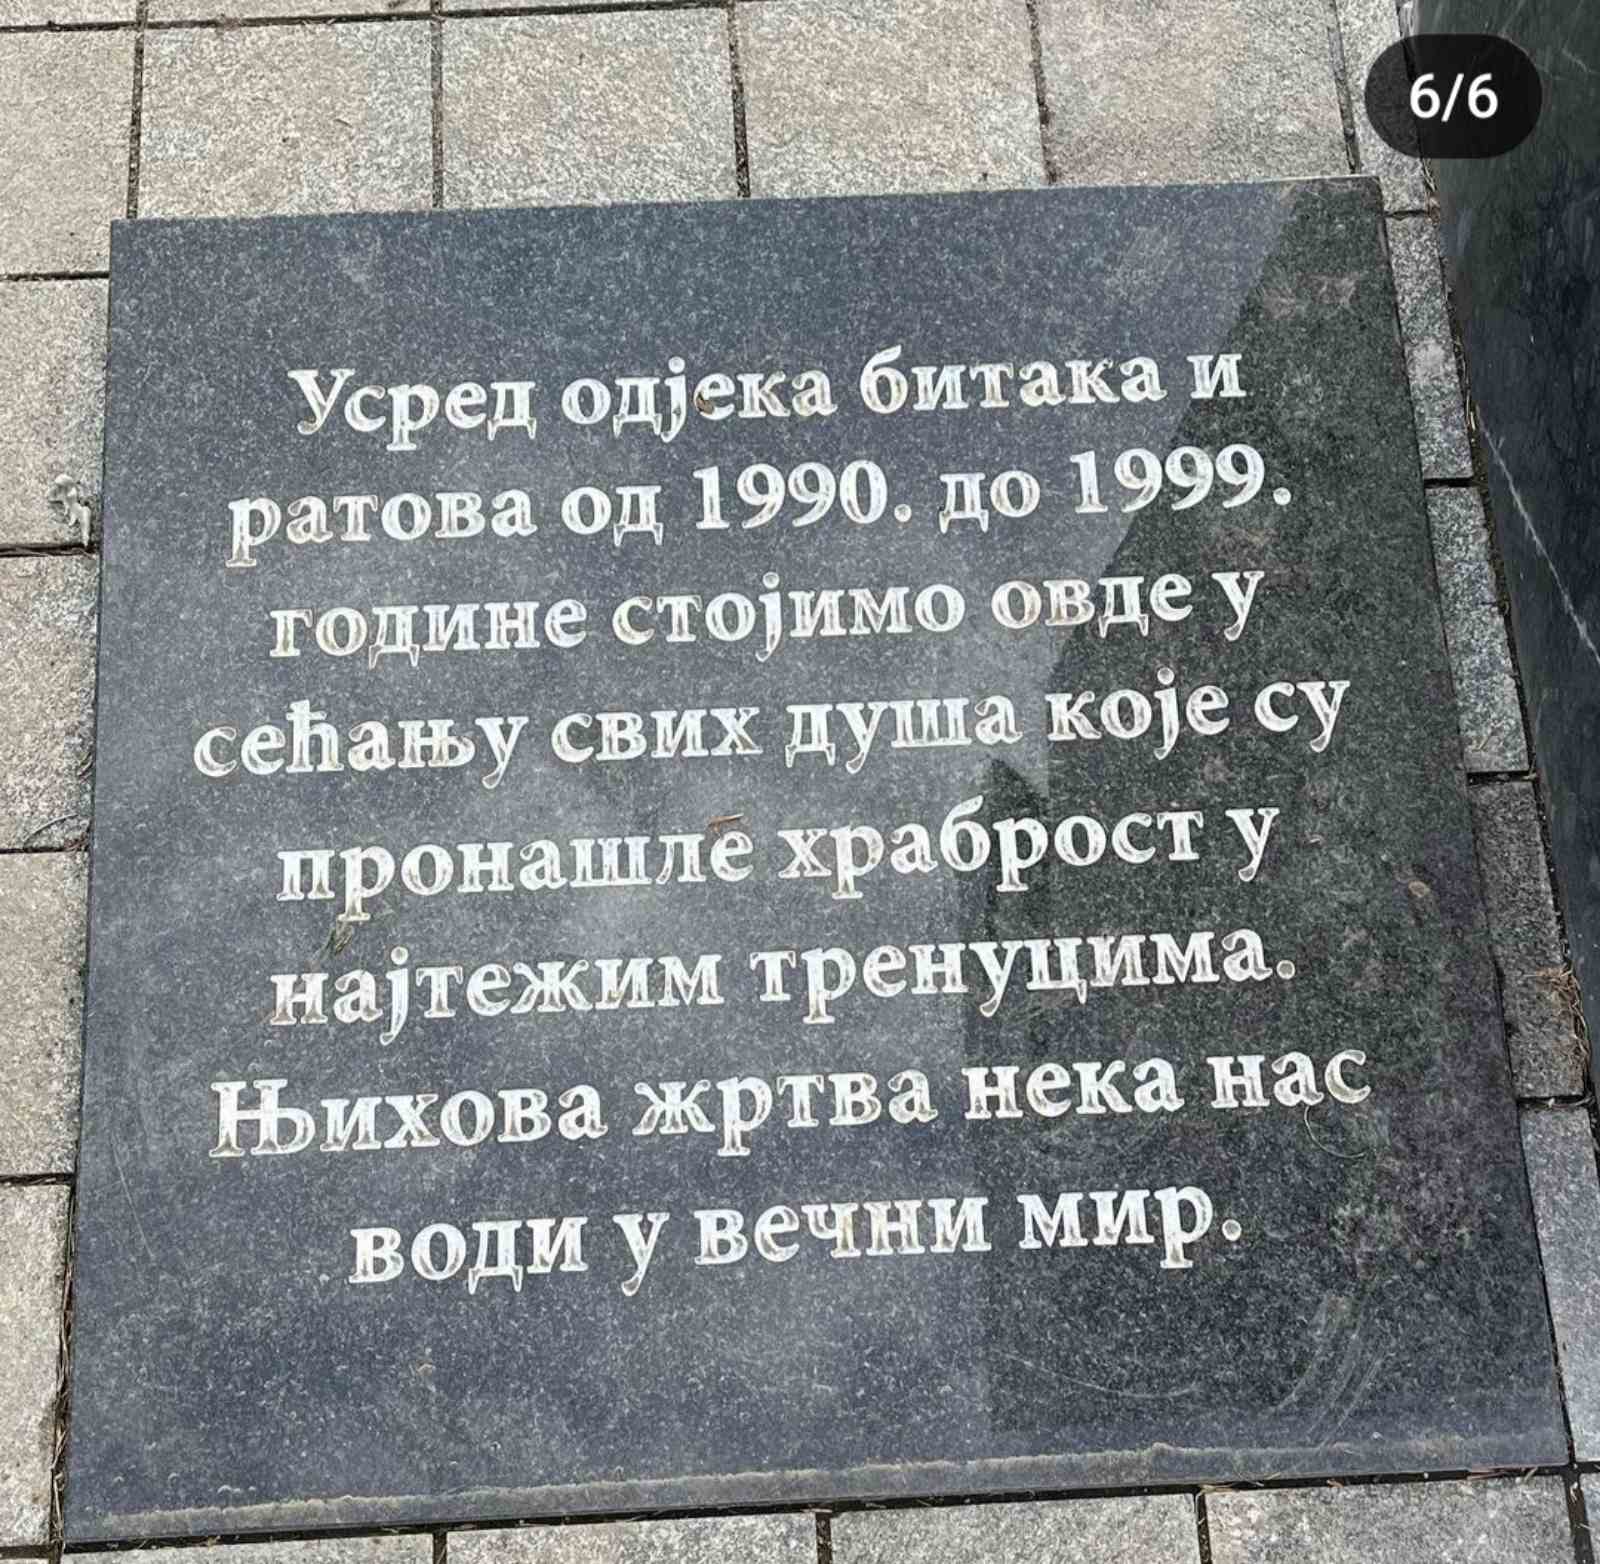 6/6
Усред одјека битака и
ратова од 1990. до 1999.
године стојимо овде у
сећању свих душа које су
пронашле храброст у
најтежим тренуцима.
Њихова жртва нека нас
води у вечни мир.